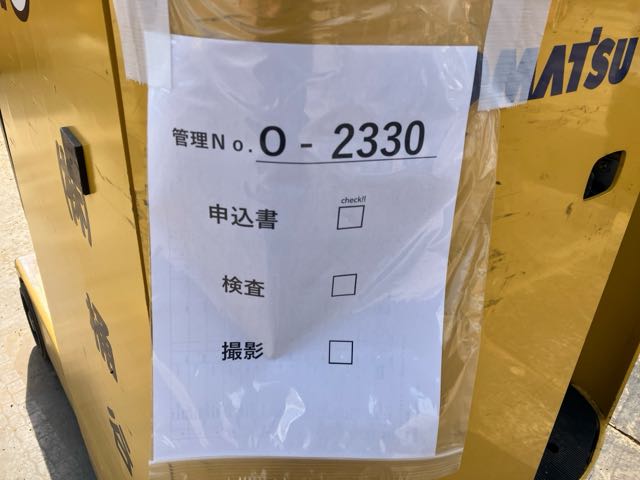 管理No. O - 2330
check!!
申込書
検査
撮影
MATSU